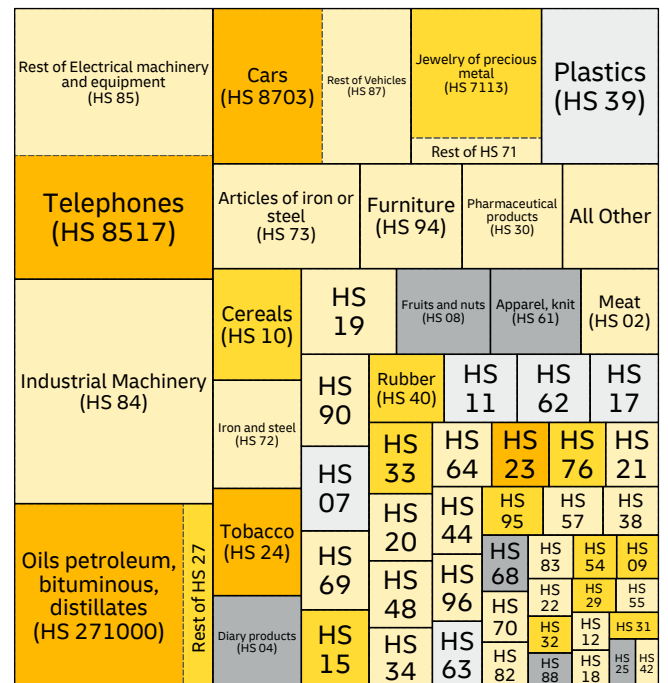 Rest of Electrical machinery
and equipment
(HS 85)
Cars
(HS 8703)
Rest of Vehicles
(HS 87)
Jewelry of precious
metal
(HS 7113)
Rest of HS 71
Plastics
(HS 39)
Telephones
(HS 8517)
Articles of iron or
steel
(HS 73)
Furniture
(HS 94)
Pharmaceutical
products
(HS 30)
All Other
Industrial Machinery
(HS 84)
Cereals
(HS 10)
HS
19
Fruits and nuts
(HS 08)
Apparel, knit
(HS 61)
Meat
(HS 02)
Iron and steel
(HS 72)
HS
90
Rubber
(HS 40)
HS
11
HS
62
HS
17
HS
07
HS
33
HS
64
HS
23
HS
76
HS
21
Oils petroleum,
bituminous,
distillates
(HS 271000)
Rest of HS 27
Tobacco
(HS 24)
HS
69
HS
20
HS
44
HS
95
HS
57
HS
38
HS
68
HS
83
HS
54
HS
09
Diary products
(HS 04)
HS
15
HS
48
HS
96
HS
22
HS
29
HS
55
HS
70
HS
32
HS
12
HS 31
HS
34
HS
63
HS
82
HS
88
HS
18
HS
25
HS
42